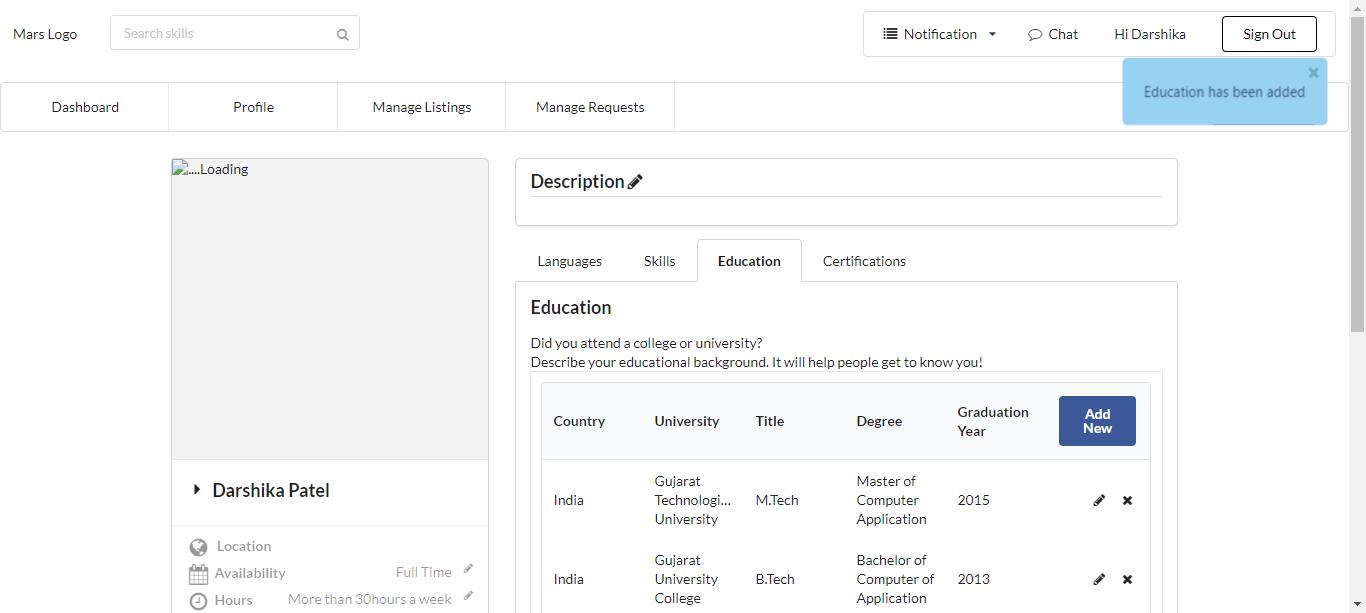 Mars Logo
Search skills
Notification
Chat
Hi Darshika
Sign Out
Education has been added
Dashboard
Profile
Manage Listings
Manage Requests
....Loading
Description
Languages
Skills
Education
Certifications
Education
Did you attend a college or university?
Describe your educational background. It will help people get to know you!
Country
University
Title
Degree
Graduation
Year
Add
New
India
Gujarat
Technologi...
University
M.Tech
Master of
Computer
Application
2015
India
Gujarat
University
College
B.Tech
Bachelor of
Computer of
Application
2013
Darshika Patel
Location
Availability
Full Time
Hours
More than 30hours a week